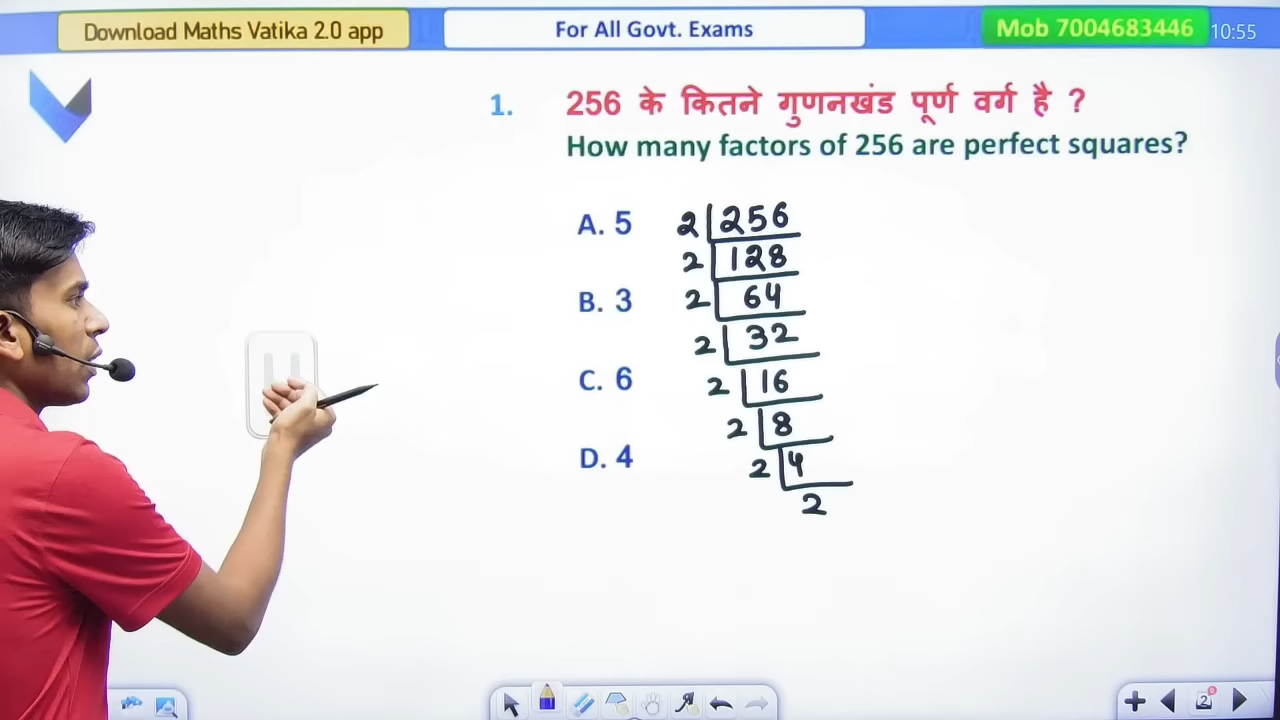 Download Maths Vatika 2.0 app
For All Govt. Exams
Mob 7004683446
10:55
1. 256 के कितने गुणनखंड पूर्ण वर्ग है ?
How many factors of 256 are perfect squares?
A. 5
B. 3
C. 6
D. 4
2 256
2 128
2 64
2 32
2 16
2 8
2 4
2
2